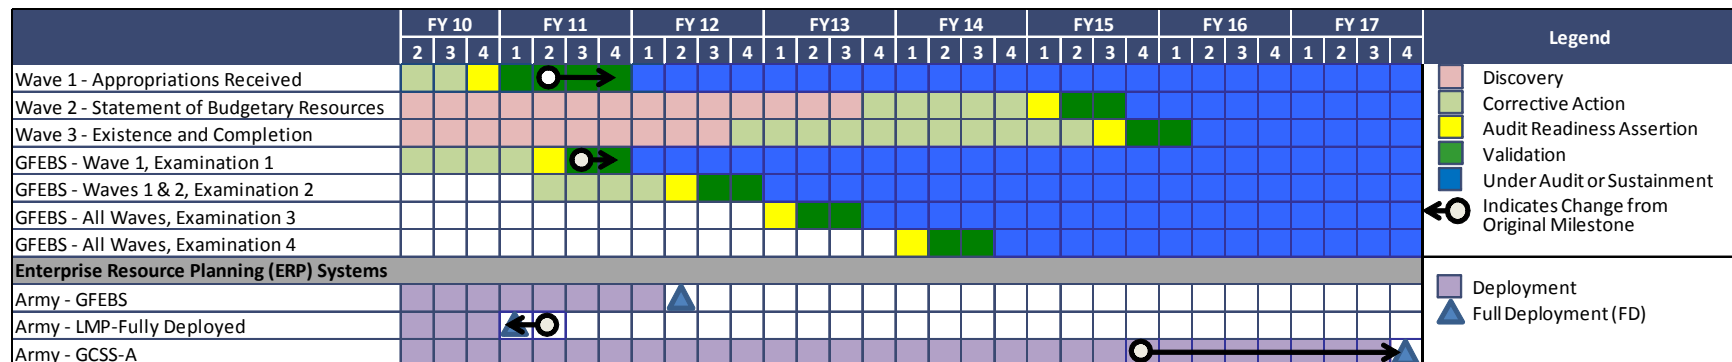 FY 10 FY 11 FY 12 FY13 FY 14 FY15 FY 16 FY 17
Legend
2 3 4 1 2 3 4 1 2 3 4 1 2 3 4 1 2 3 4 1 2 3 4 1 2 3 4 1 2 3 4
Wave 1 - Appropriations Received
Discovery
Wave 2 - Statement of Budgetary Resources
Corrective Action
Wave 3 - Existence and Completion
Audit Readiness Assertion
GFEBS - Wave 1, Examination 1
Validation
GFEBS - Waves 1 & 2, Examination 2
Under Audit or Sustainment
GFEBS - All Waves, Examination 3
Indicates Change from
Original Milestone
GFEBS - All Waves, Examination 4
Enterprise Resource Planning (ERP) Systems
Army - GFEBS
Deployment
Army - LMP-Fully Deployed
Full Deployment (FD)
Army - GCSS-A